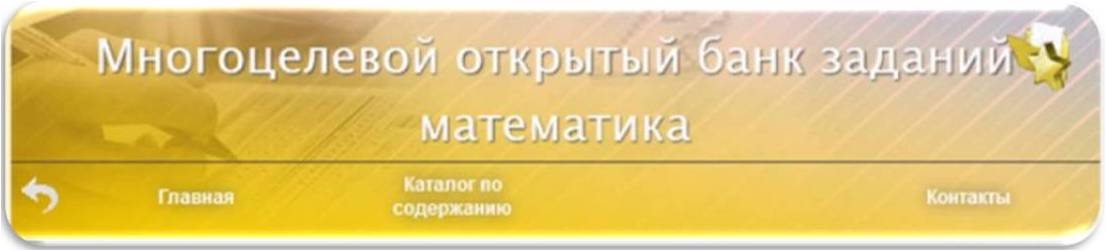 Многоцелевой открытый банк заданий
математика
Главная
Каталог по
содержанию
Контакты